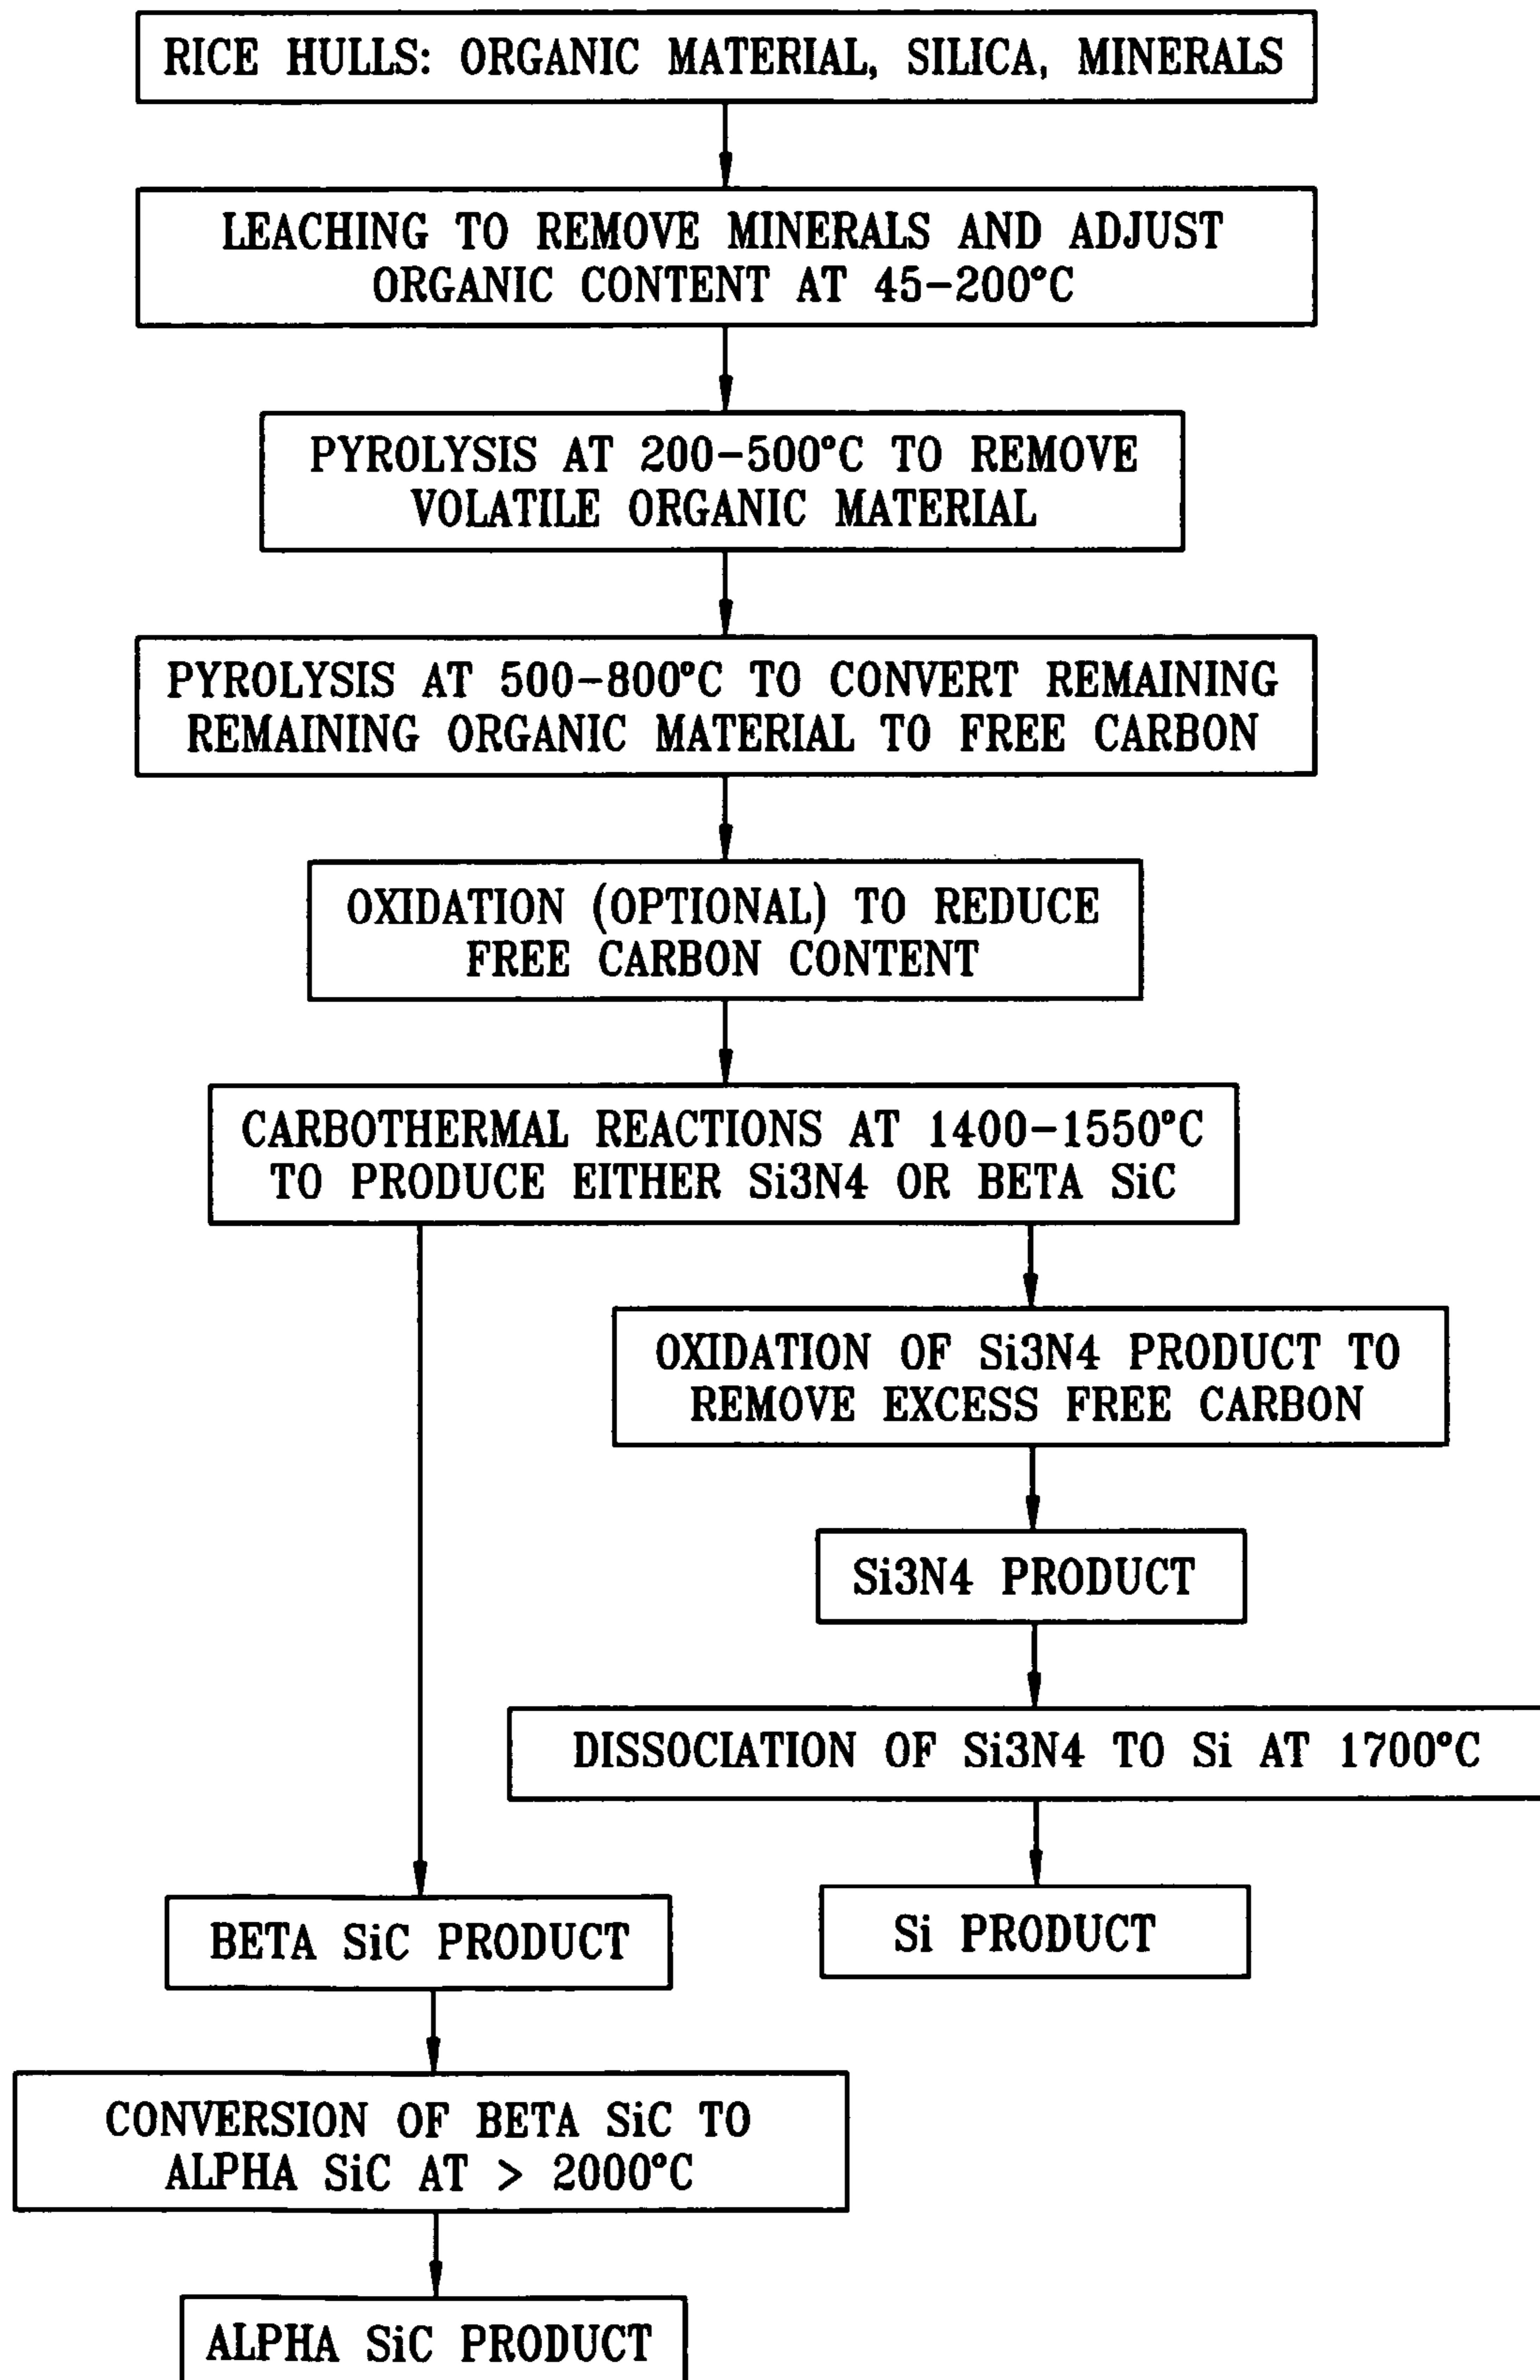 RICE HULLS: ORGANIC MATERIAL, SILICA, MINERALS
LEACHING TO REMOVE MINERALS AND ADJUST
ORGANIC CONTENT AT 45-200°C
PYROLYSIS AT 200-500°C TO REMOVE
VOLATILE ORGANIC MATERIAL
PYROLYSIS AT 500-800°C TO CONVERT REMAINING
REMAINING ORGANIC MATERIAL TO FREE CARBON
OXIDATION (OPTIONAL) TO REDUCE
FREE CARBON CONTENT
CARBOTHERMAL REACTIONS AT 1400-1550°C
TO PRODUCE EITHER Si3N4 OR BETA SiC
OXIDATION OF Si3N4 PRODUCT TO
REMOVE EXCESS FREE CARBON
Si3N4 PRODUCT
DISSOCIATION OF Si3N4 TO Si AT 1700°C
Si PRODUCT
BETA SiC PRODUCT
CONVERSION OF BETA SiC TO
ALPHA SiC AT > 2000°C
ALPHA SiC PRODUCT